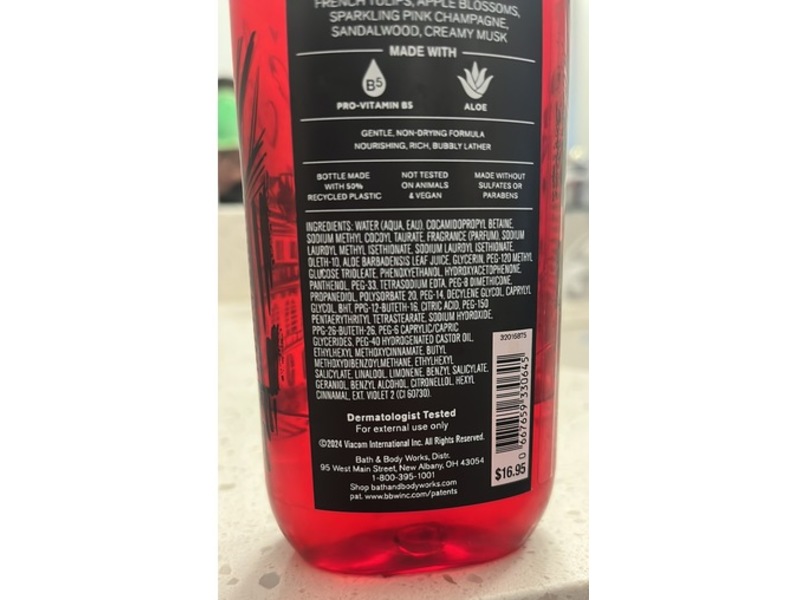 FRENCH TULIPS, APPLE BLOSSOMS,
SPARKLING PINK CHAMPAGNE,
SANDALWOOD, CREAMY MUSK
MADE WITH
B5
PRO-VITAMIN B5
ALOE
GENTLE, NON-DRYING FORMULA
NOURISHING, RICH, BUBBLY LATHER
BOTTLE MADE
WITH 50%
RECYCLED PLASTIC
NOT TESTED
ON ANIMALS
& VEGAN
MADE WITHOUT
SULFATES OR
PARABENS
INGREDIENTS: WATER (AQUA, EAU), COCAMIDOPROPYL BETAINE,
SODIUM METHYL COCOYL TAURATE, FRAGRANCE (PARFUM), SODIUM
LAUROYL METHYL ISETHIONATE, SODIUM LAUROYL ISETHIONATE,
OLETH-10, ALOE BARBADENSIS LEAF JUICE, GLYCERIN, PEG-120 METHYL
GLUCOSE TRIOLEATE, PHENOXYETHANOL, HYDROXYACETOPHENONE,
PANTHENOL, PEG-33, TETRASODIUM EDTA, PEG-8 DIMETHICONE,
PROPANEDIOL, POLYSORBATE 20, PEG-14, DECYLENE GLYCOL, CAPRYLYL
GLYCOL, BHT, PPG-12-BUTETH-16, CITRIC ACID, PEG-150
PENTAERYTHRITYL TETRASTEARATE, SODIUM HYDROXIDE,
PPG-26-BUTETH-26, PEG-6 CAPRYLIC/CAPRIC
GLYCERIDES, PEG-40 HYDROGENATED CASTOR OIL,
ETHYLHEXYL METHOXYCINNAMATE, BUTYL
METHOXYDIBENZOYLMETHANE, ETHYLHEXYL
SALICYLATE, LINALOOL, LIMONENE, BENZYL SALICYLATE,
GERANIOL, BENZYL ALCOHOL, CITRONELLOL, HEXYL
CINNAMAL, EXT. VIOLET 2 (CI 60730).
Dermatologist Tested
For external use only
©2024 Viacom International Inc. All Rights Reserved.
Bath & Body Works, Distr.
95 West Main Street, New Albany, OH 43054
1-800-395-1001
Shop bathandbodyworks.com
pat. www.bbwinc.com/patents
32016875
0 667659 330645
$16.95